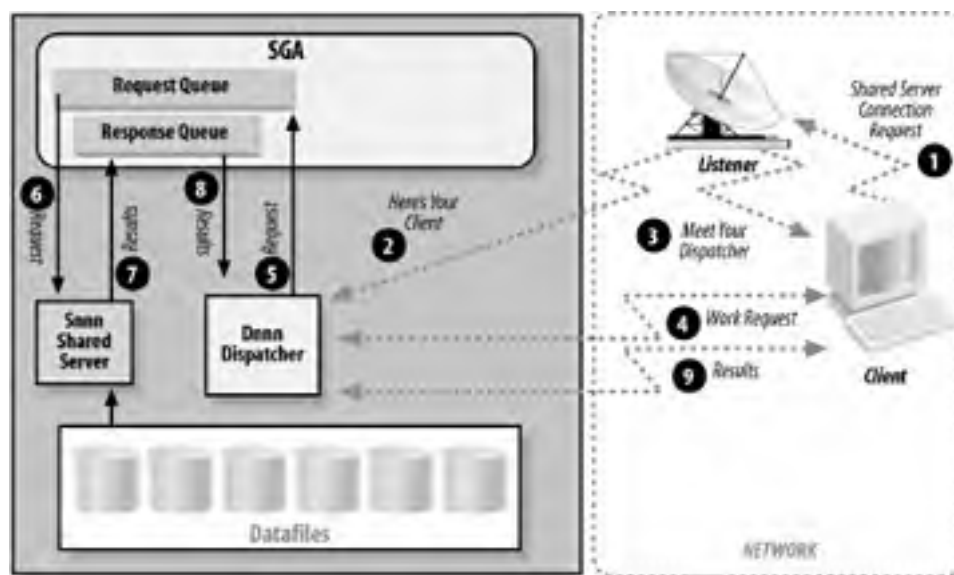 SGA
Request Queue
Response Queue
6
Request
7
Results
8
Results
5
Request
Snnn
Shared
Server
Dnnn
Dispatcher
Datafiles
Here's Your
Client
2
Listener
Shared Server
Connection
Request
1
3
Meet Your
Dispatcher
4
Work Request
9
Results
Client
NETWORK